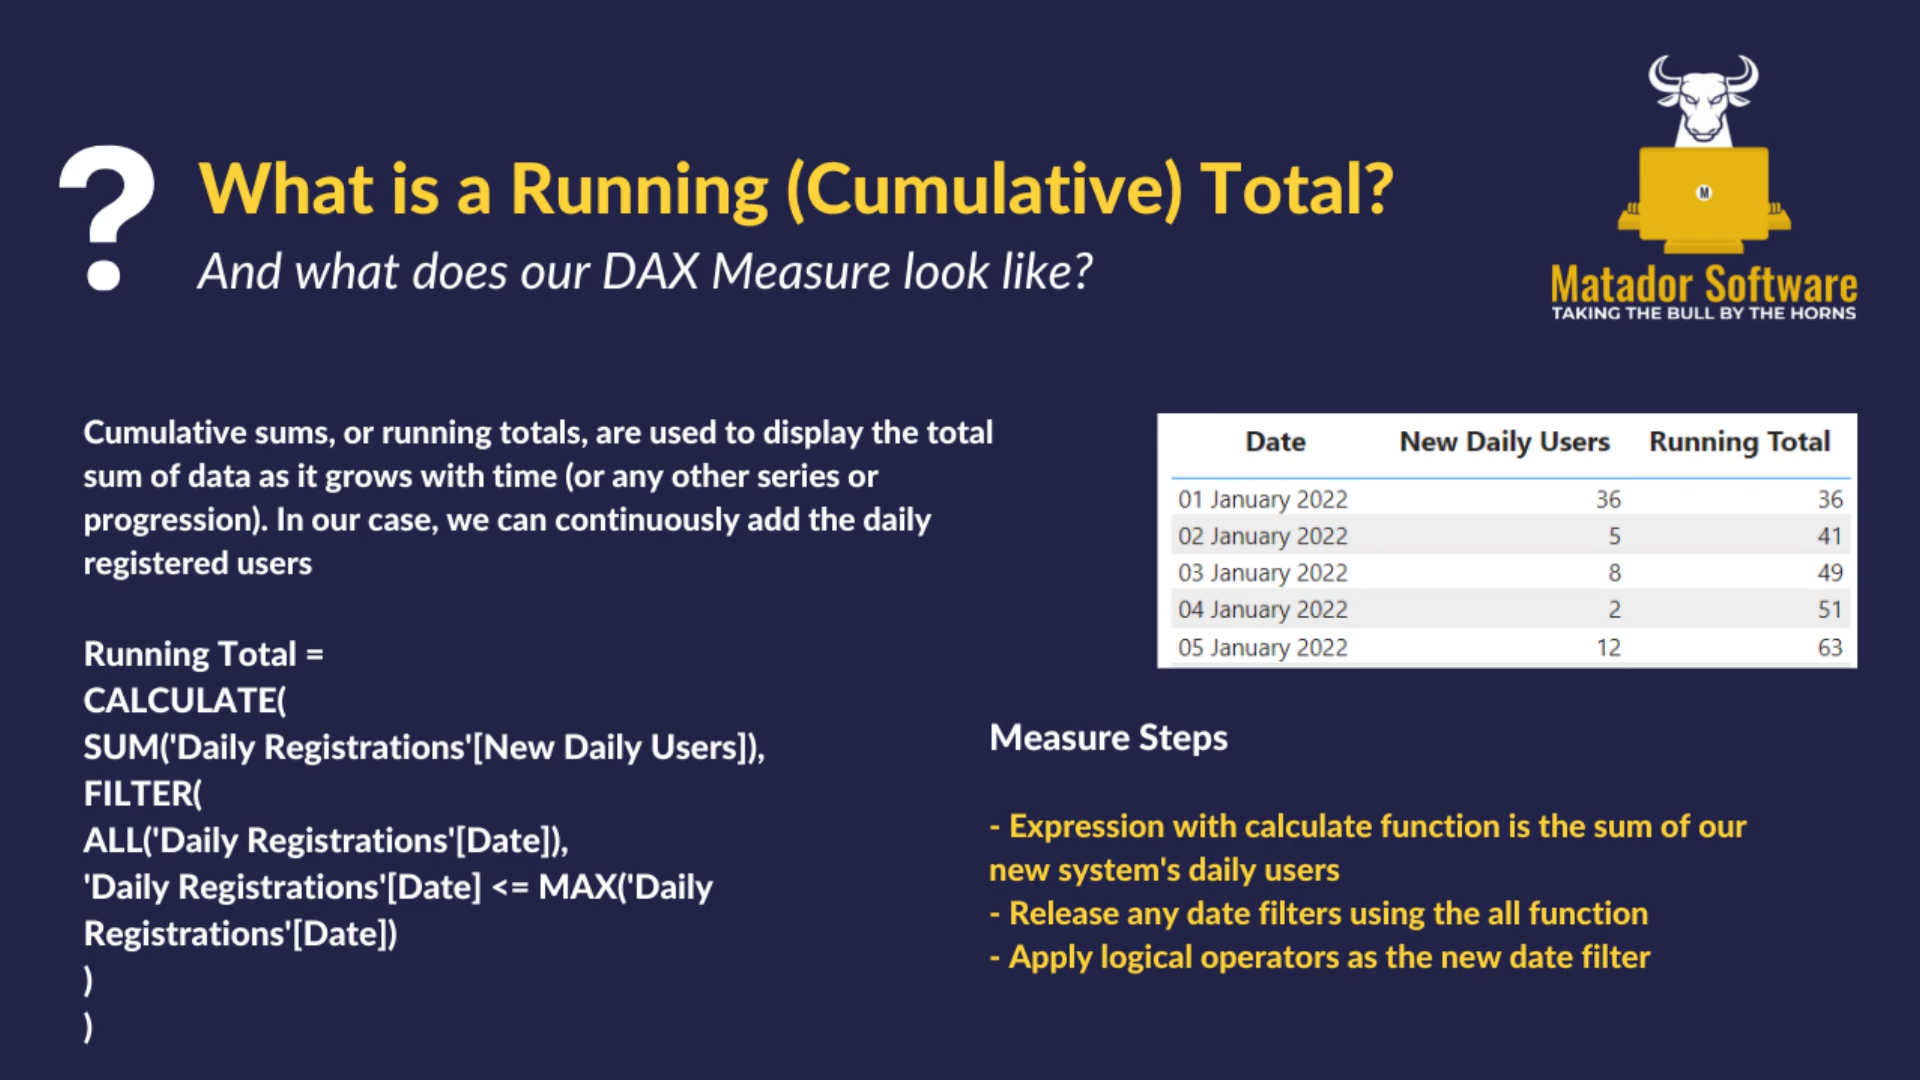 ?
What is a Running (Cumulative) Total?
And what does our DAX Measure look like?
M
Matador Software
TAKING THE BULL BY THE HORNS
Cumulative sums, or running totals, are used to display the total
sum of data as it grows with time (or any other series or
progression). In our case, we can continuously add the daily
registered users
Running Total =
CALCULATE(
SUM('Daily Registrations'[New Daily Users]),
FILTER(
ALL('Daily Registrations'[Date]),
'Daily Registrations'[Date] <= MAX('Daily
Registrations'[Date])
)
)
Date New Daily Users Running Total
01 January 2022 36 36
02 January 2022 5 41
03 January 2022 8 49
04 January 2022 2 51
05 January 2022 12 63
Measure Steps
- Expression with calculate function is the sum of our
new system's daily users
- Release any date filters using the all function
- Apply logical operators as the new date filter